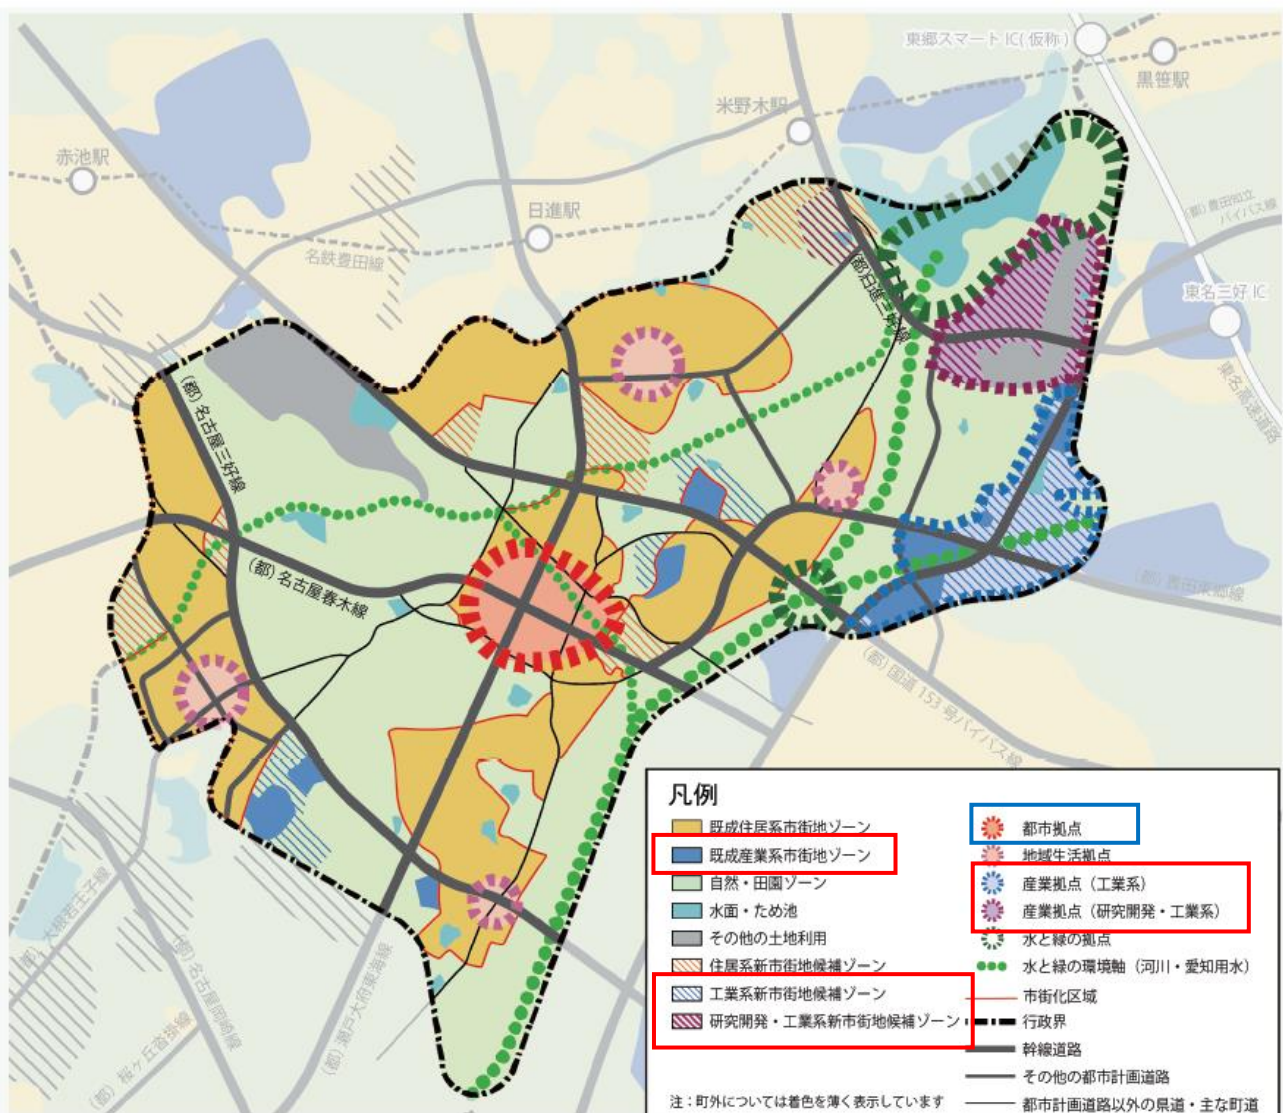 東郷スマートIC(仮称)
黒笹駅
米野木駅
赤池駅
日進駅
(都)豊田知立
バイパス線
名鉄豊田線
(都)日進三好線
東名三好IC
東名高速道路
(都)名古屋三好線
(都)名古屋春木線
(都)豊田東郷線
(都)国道153号バイパス線
(都)大根若王子線
(都)名古屋岡崎線
(都)瀬戸大府東海線
(都)桜ケ丘沓掛線
凡例
既成住居系市街地ゾーン
既成産業系市街地ゾーン
自然・田園ゾーン
水面・ため池
その他の土地利用
住居系新市街地候補ゾーン
工業系新市街地候補ゾーン
研究開発・工業系新市街地候補ゾーン
都市拠点
地域生活拠点
産業拠点(工業系)
産業拠点(研究開発・工業系)
水と緑の拠点
水と緑の環境軸(河川・愛知用水)
市街化区域
行政界
幹線道路
その他の都市計画道路
都市計画道路以外の県道・主な町道
注:町外については着色を薄く表示しています